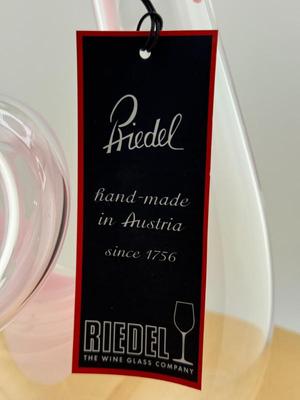 Riedel
hand-made
in Austria
since 1756
RIEDEL
THE WINE GLASS COMPANY